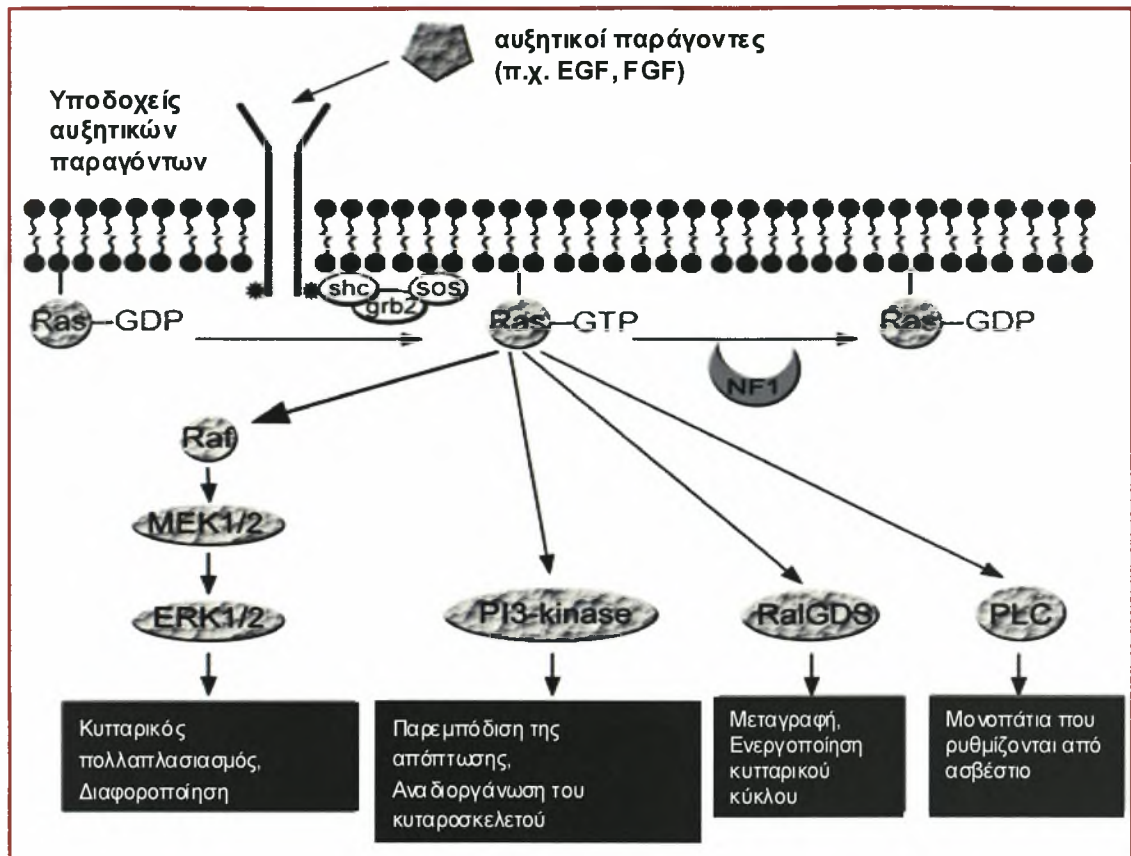 αυξητικοί παράγοντες
(π.χ. EGF, FGF)
Υποδοχείς
αυξητικών
παραγόντων
shc
sos
grb2
Ras
GDP
Ras
GTP
Ras
GDP
NF1
Raf
MEK1/2
ERK1/2
PI3-kinase
RalGDS
PLC
Κυτταρικός
πολλαπλασιασμός,
Διαφοροποίηση
Παρεμπόδιση της
απόπτωσης,
Αναδιοργάνωση του
κυταροσκελετού
Μεταγραφή,
Ενεργοποίηση
κυτταρικού
κύκλου
Μονοπάτια που
ρυθμίζονται από
ασβέστιο